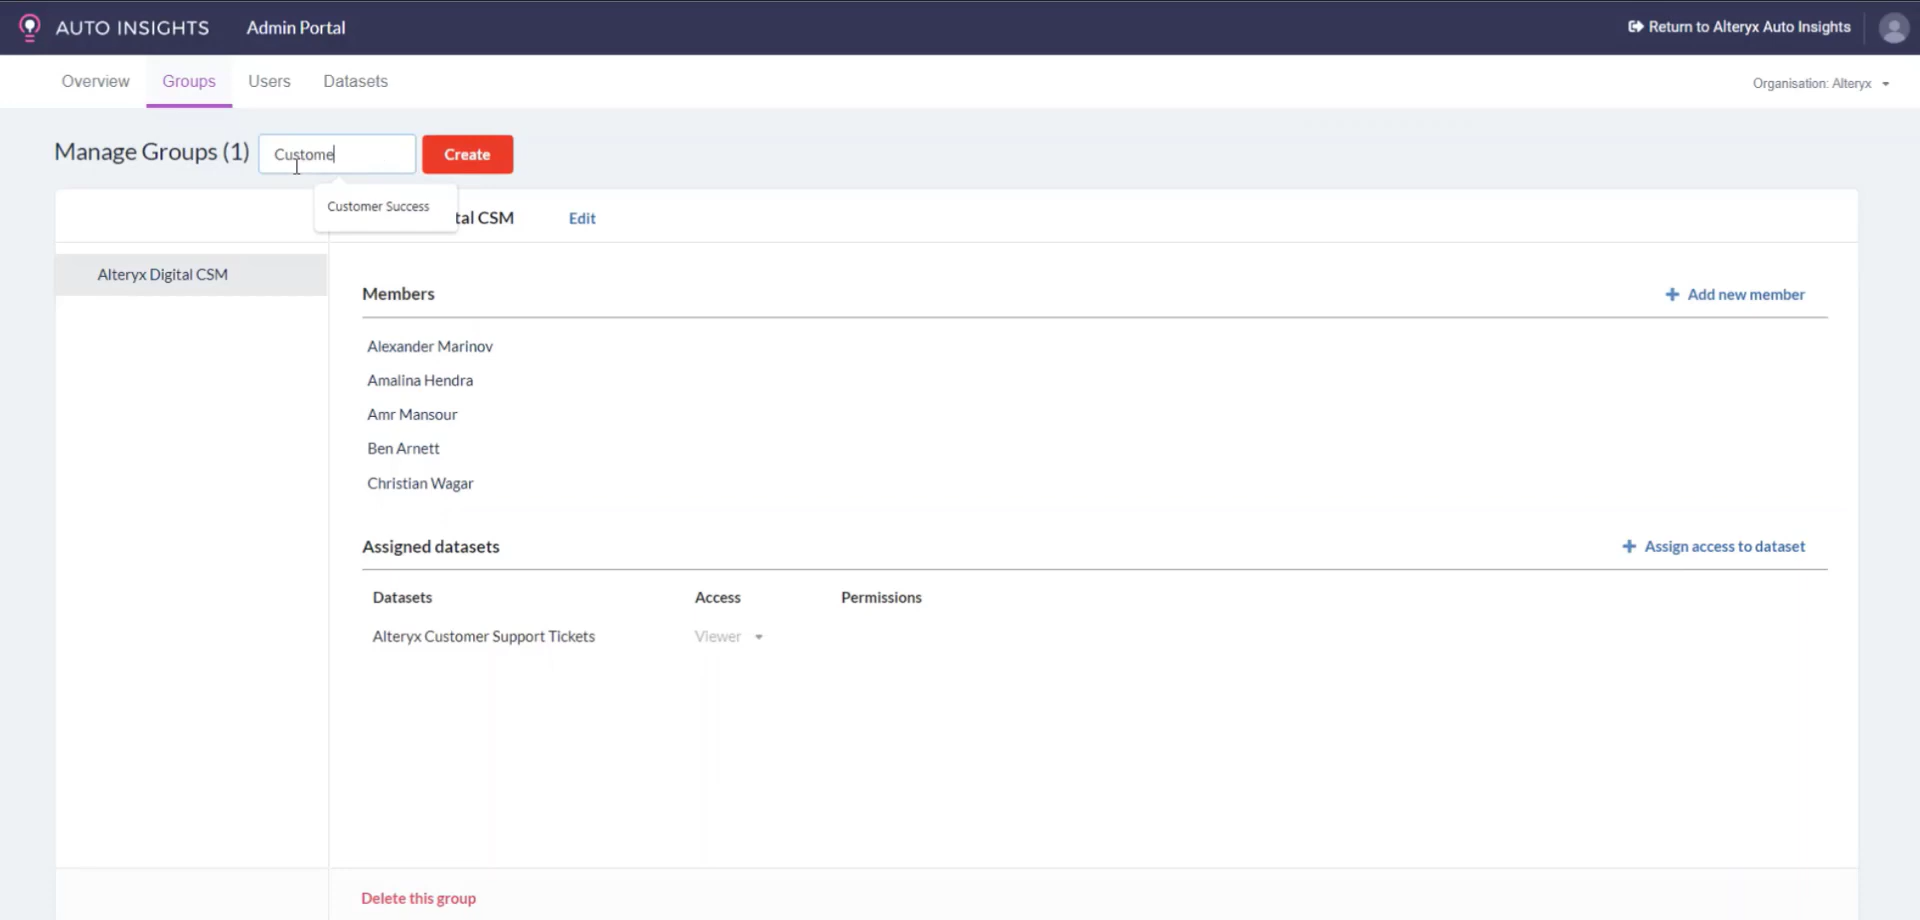 AUTO INSIGHTS Admin Portal Return to Alteryx Auto Insights
Overview Groups Users Datasets Organisation: Alteryx
Manage Groups (1) Custome Create
Customer Success
tal CSM Edit
Alteryx Digital CSM
Members Add new member
Alexander Marinov
Amalina Hendra
Amr Mansour
Ben Arnett
Christian Wagar
Assigned datasets Assign access to dataset
Datasets Access Permissions
Alteryx Customer Support Tickets Viewer
Delete this group